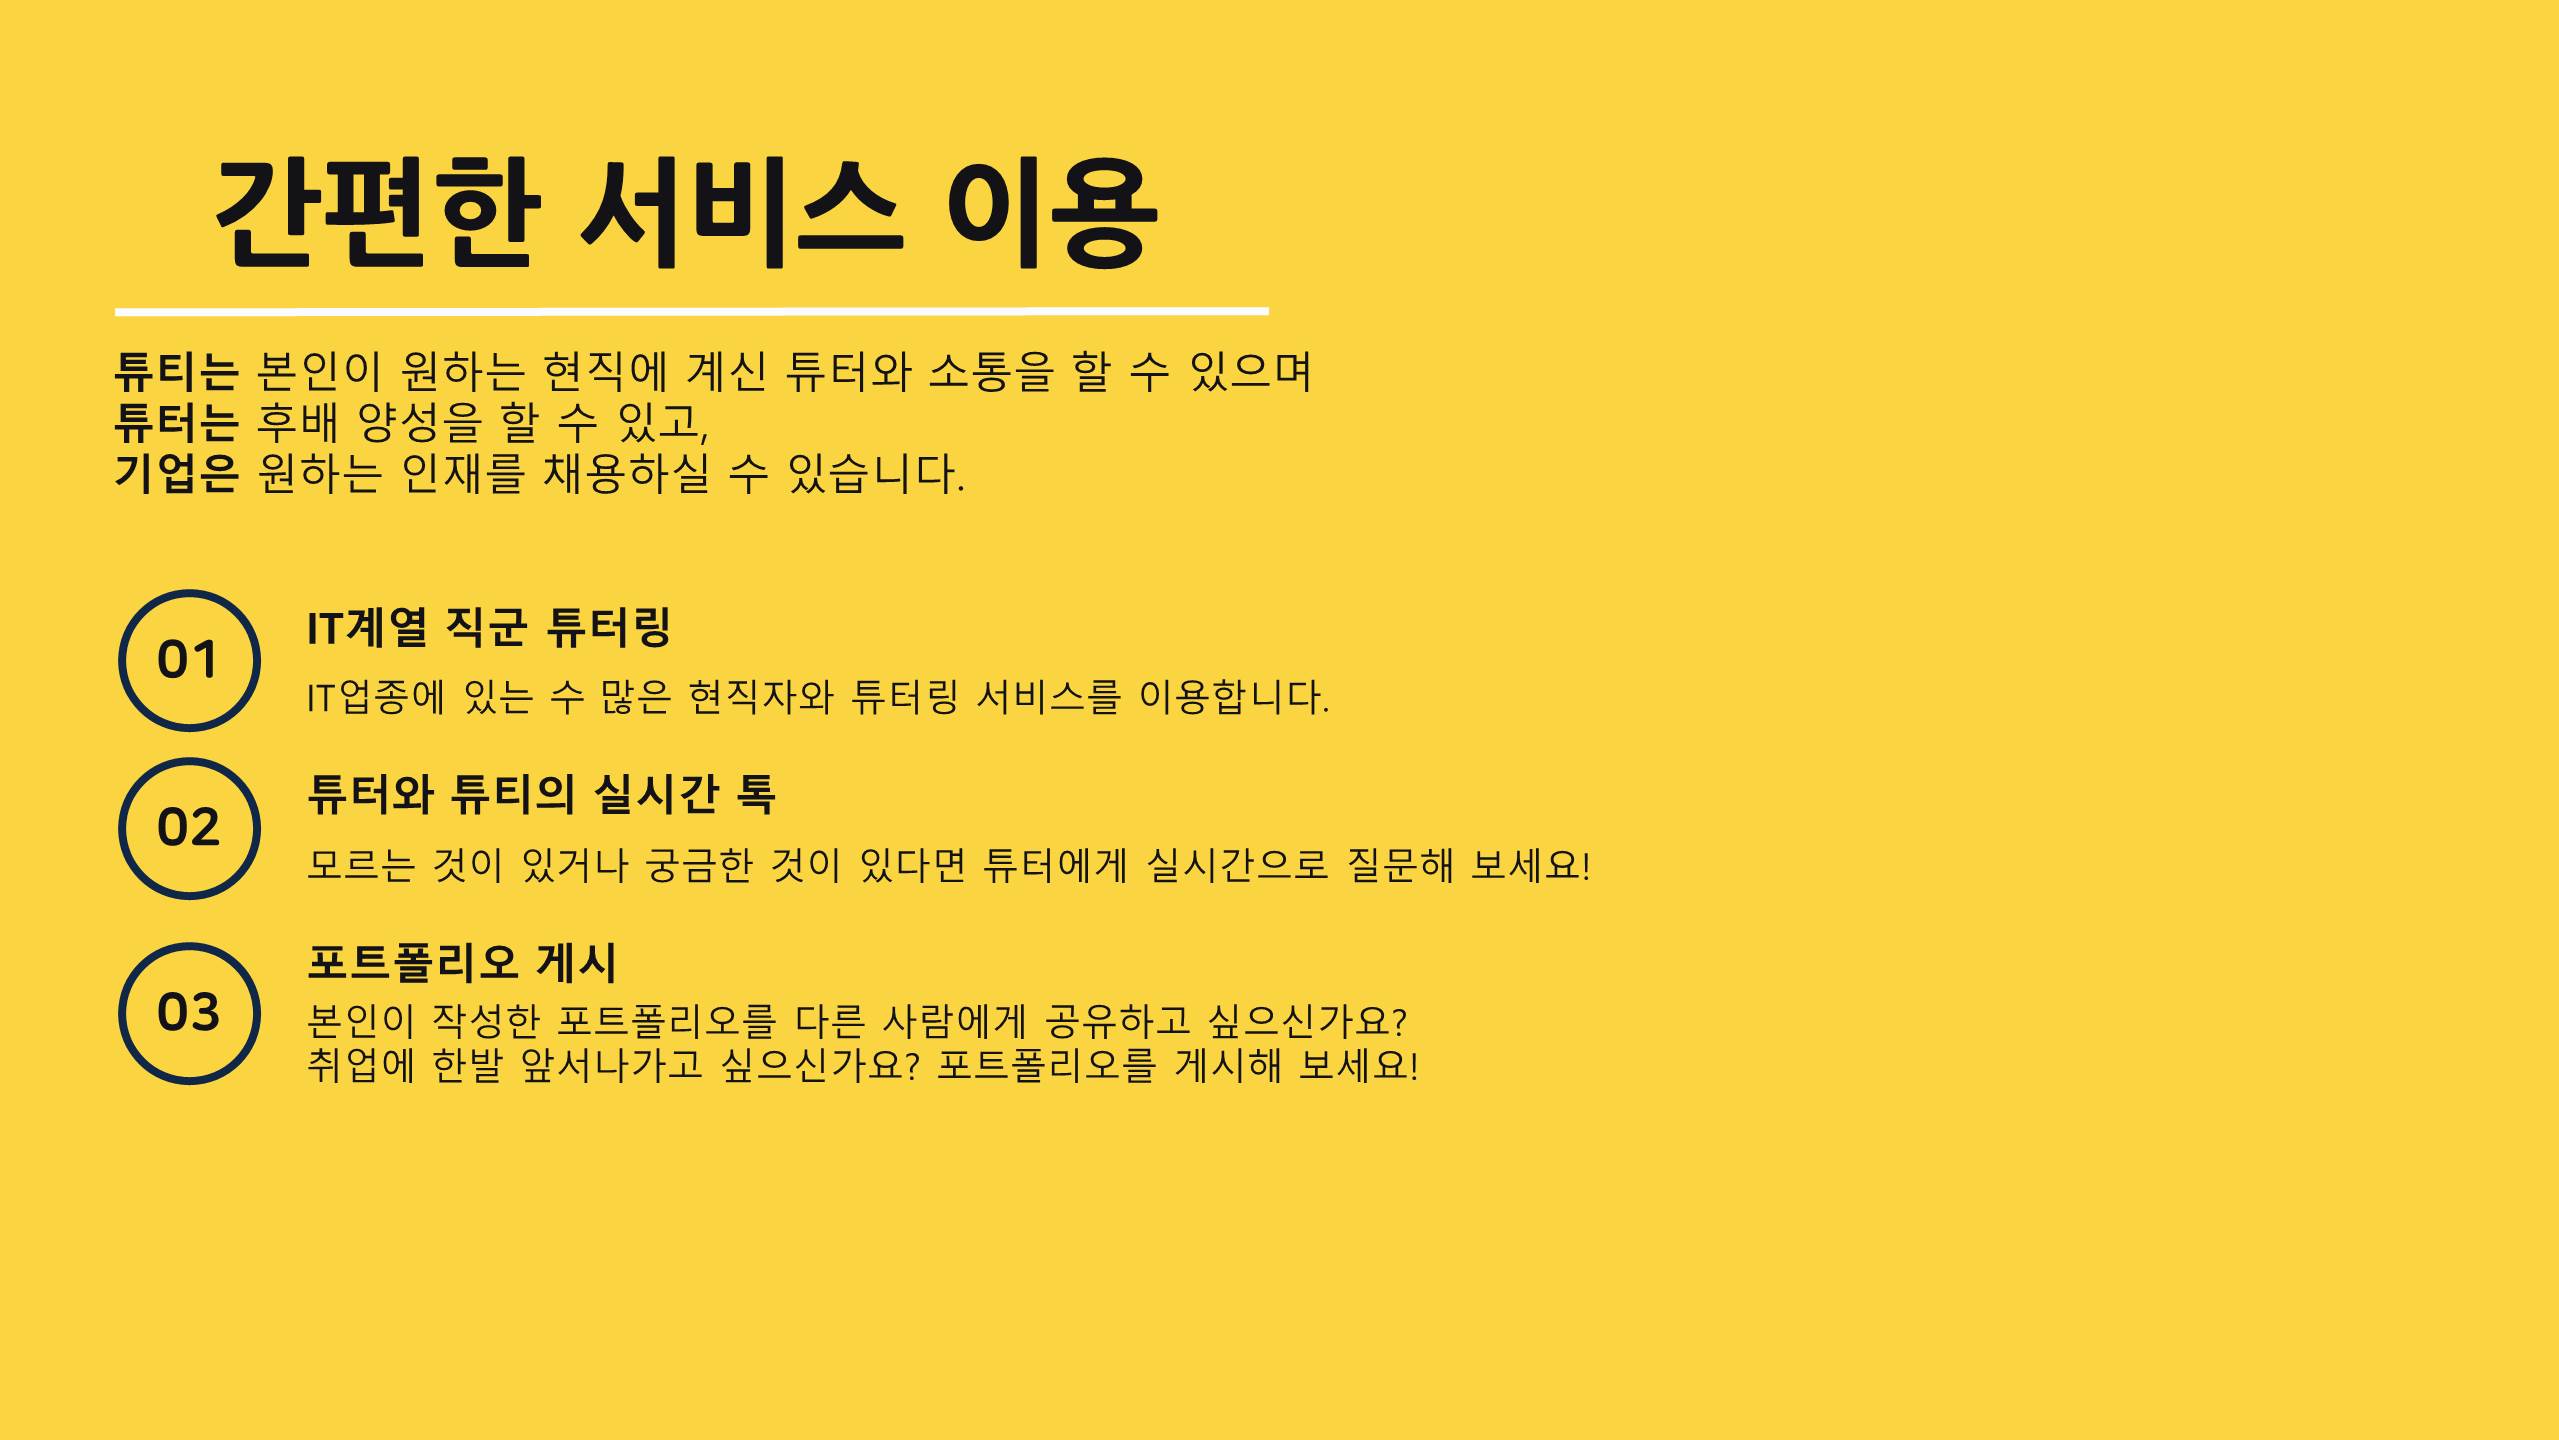 간편한 서비스 이용
튜티는 본인이 원하는 현직에 계신 튜터와 소통을 할 수 있으며
튜터는 후배 양성을 할 수 있고,
기업은 원하는 인재를 채용하실 수 있습니다.
01
IT계열 직군 튜터링
IT업종에 있는 수 많은 현직자와 튜터링 서비스를 이용합니다.
02
튜터와 튜티의 실시간 톡
모르는 것이 있거나 궁금한 것이 있다면 튜터에게 실시간으로 질문해 보세요!
03
포트폴리오 게시
본인이 작성한 포트폴리오를 다른 사람에게 공유하고 싶으신가요?
취업에 한발 앞서나가고 싶으신가요? 포트폴리오를 게시해 보세요!